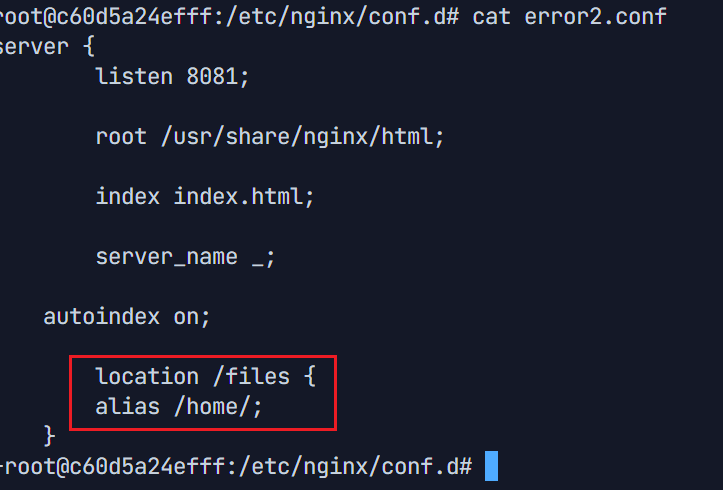 root@c60d5a24efff:/etc/nginx/conf.d# cat error2.conf
server {
listen 8081;
root /usr/share/nginx/html;
index index.html;
server_name _;
autoindex on;
location /files {
alias /home/;
}
-root@c60d5a24efff:/etc/nginx/conf.d#